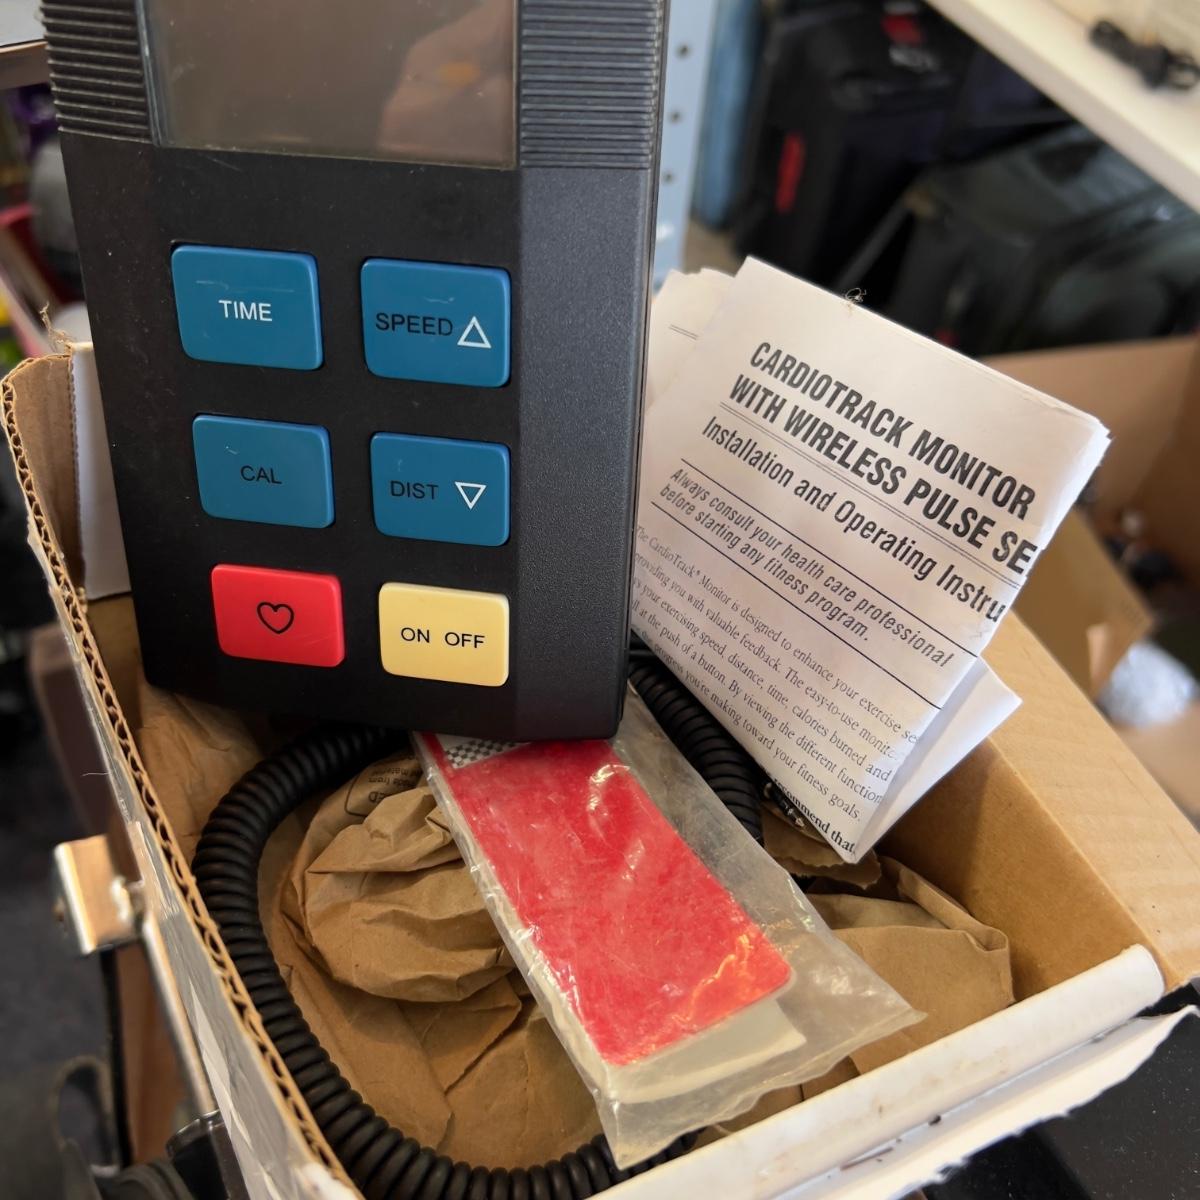 TIME
SPEED
CAL
DIST
ON OFF
CARDIOTRACK MONITOR
WITH WIRELESS PULSE SE
Installation and Operating Instru
Always consult your health care professional
before starting any fitness program.
The CardioTrack® Monitor is designed to enhance your exercise se
providing you with valuable feedback. The easy-to-use monitor
your exercising speed, distance, time, calories burned and
at the push of a button. By viewing the different function
progress you're making toward your fitness goals.
recommend that